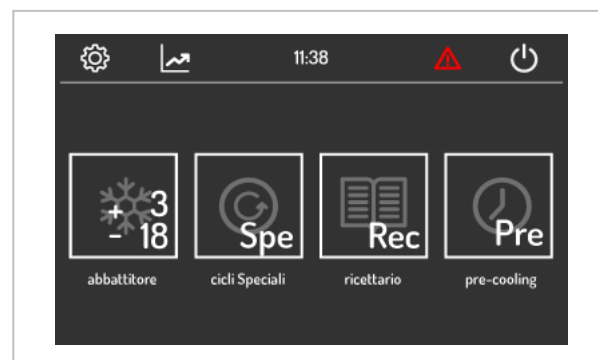 11:38
+ 3
- 18
Spe
Rec
Pre
abbattitore
cicli Speciali
ricettario
pre-cooling